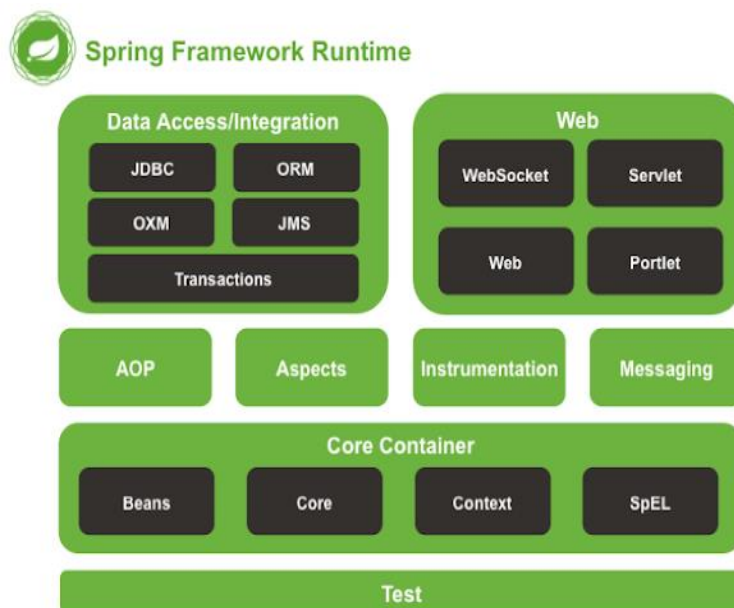 Spring Framework Runtime
Data Access/Integration
JDBC
ORM
OXM
JMS
Transactions
Web
WebSocket
Servlet
Web
Portlet
AOP
Aspects
Instrumentation
Messaging
Core Container
Beans
Core
Context
SpEL
Test